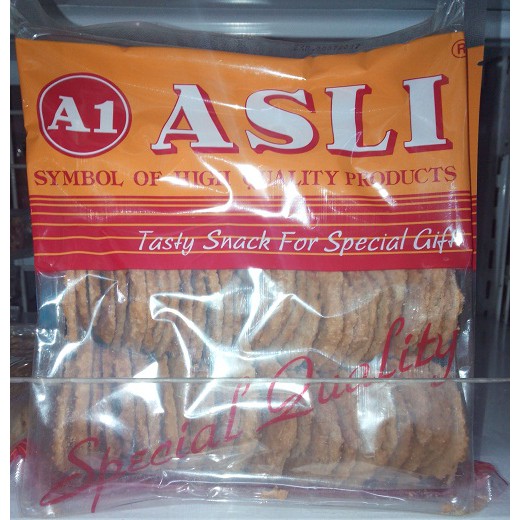 ®
A1 ASLI
SYMBOL OF HIGH QUALITY PRODUCTS
Tasty Snack For Special Gift
Special Quality